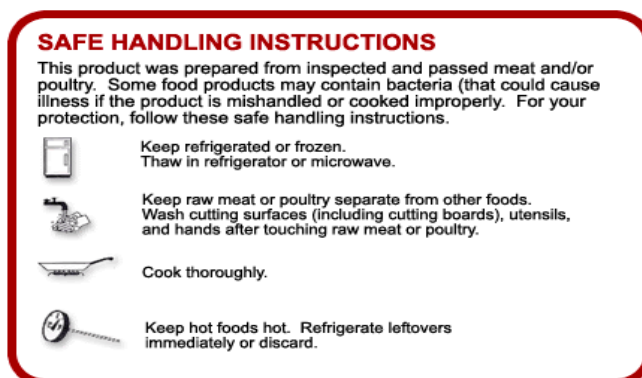 SAFE HANDLING INSTRUCTIONS
This product was prepared from inspected and passed meat and/or
poultry. Some food products may contain bacteria (that could cause
illness if the product is mishandled or cooked improperly. For your
protection, follow these safe handling instructions.
Keep refrigerated or frozen.
Thaw in refrigerator or microwave.
Keep raw meat or poultry separate from other foods.
Wash cutting surfaces (including cutting boards), utensils,
and hands after touching raw meat or poultry.
Cook thoroughly.
Keep hot foods hot. Refrigerate leftovers
immediately or discard.